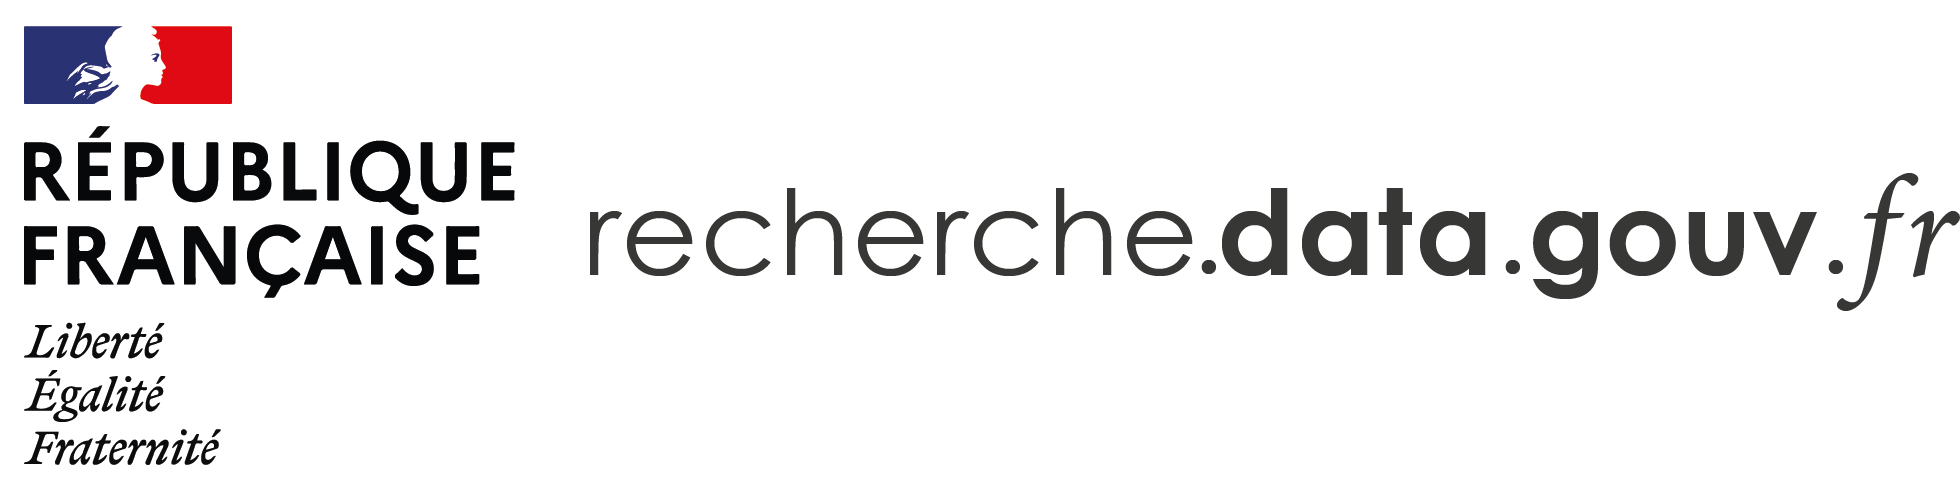 RÉPUBLIQUE
FRANÇAISE
Liberté
Égalité
Fraternité
recherche.data.gouv.fr